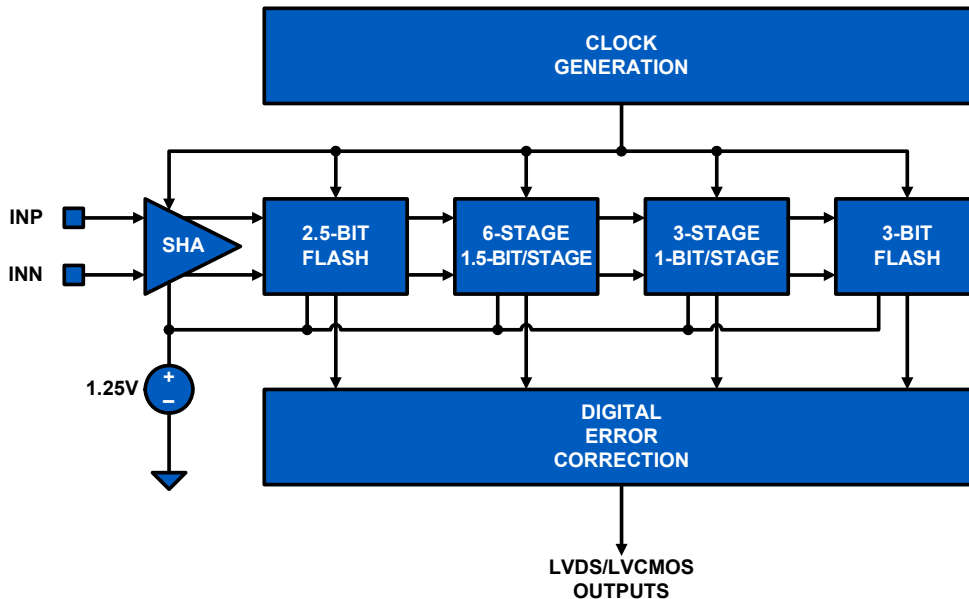 CLOCK
GENERATION
INP
INN
SHA
2.5-BIT
FLASH
6-STAGE
1.5-BIT/STAGE
3-STAGE
1-BIT/STAGE
3-BIT
FLASH
1.25V
+
−
DIGITAL
ERROR
CORRECTION
LVDS/LVCMOS
OUTPUTS